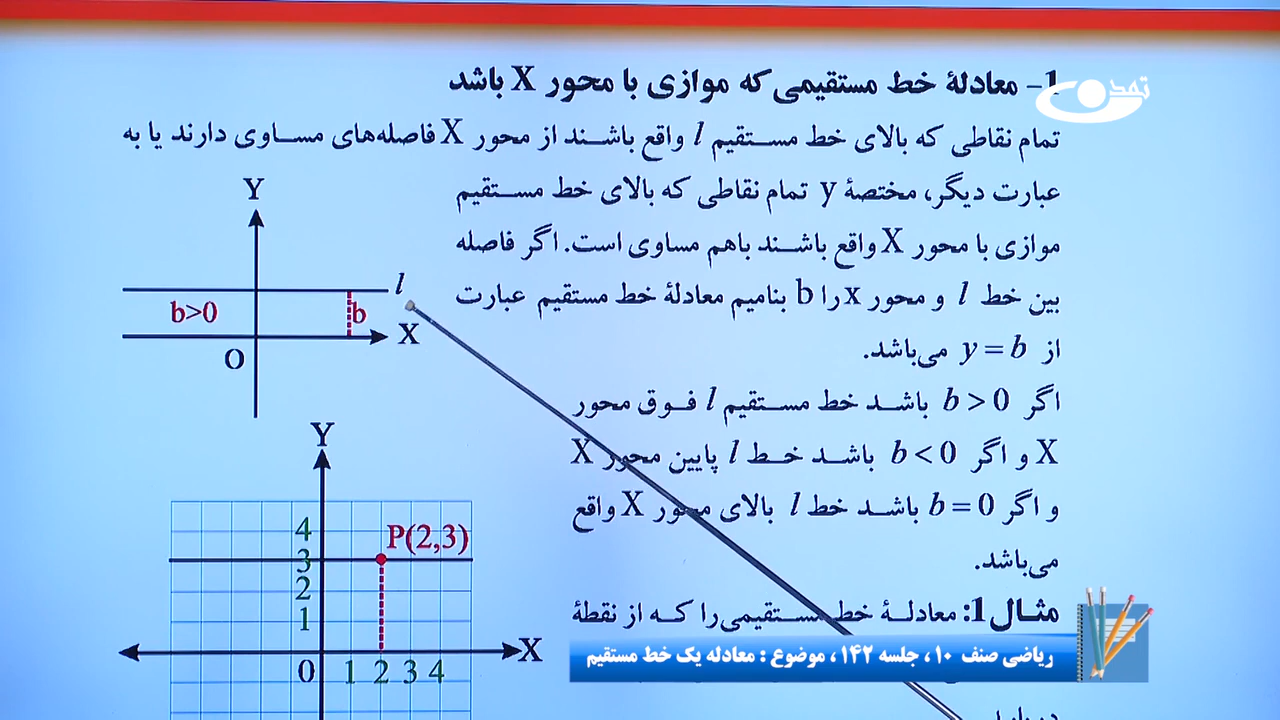 تمدن
1- معادلهٔ خط مستقیمی که موازی با محور X باشد
تمام نقاطی که بالای خط مستقیم l واقع باشند از محور X فاصله‌های مساوی دارند یا به
عبارت دیگر، مختصهٔ y تمام نقاطی که بالای خط مستقیم
موازی با محور X واقع باشند باهم مساوی است. اگر فاصله
بین خط l و محور x را b بنامیم معادلهٔ خط مستقیم عبارت
از y = b می‌باشد.
اگر b > 0 باشد خط مستقیم l فوق محور
X و اگر b < 0 باشد خط l پایین محور X
و اگر b = 0 باشد خط l بالای محور X واقع
می‌باشد.
مثال 1: معادلهٔ خط مستقیمی‌را که از نقطهٔ
Y
l
b>0
b
X
O
Y
4
P(2,3)
3
2
1
X
0 1 2 3 4
ریاضی صنف ۱۰، جلسه ۱۴۲، موضوع : معادله یک خط مستقیم